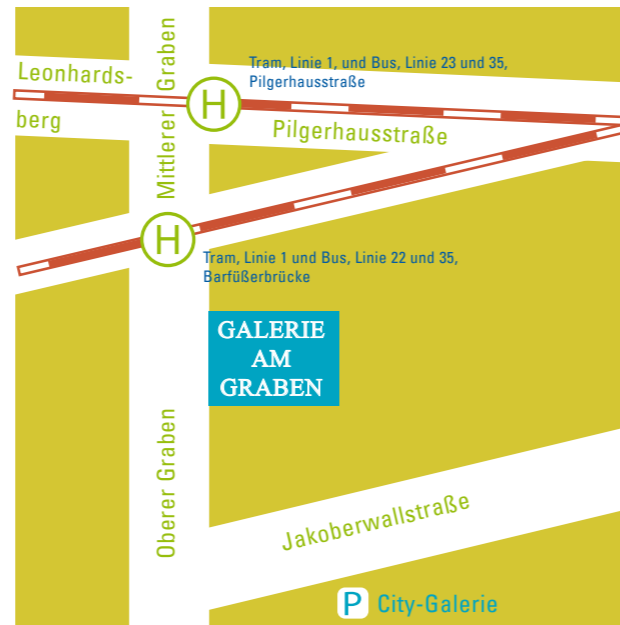 Leonhards-
berg
Mittlerer Graben
H
Tram, Linie 1, und Bus, Linie 23 und 35,
Pilgerhausstraße
Pilgerhausstraße
H
Tram, Linie 1 und Bus, Linie 22 und 35,
Barfüßerbrücke
GALERIE
AM
GRABEN
Oberer Graben
Jakoberwallstraße
P City-Galerie